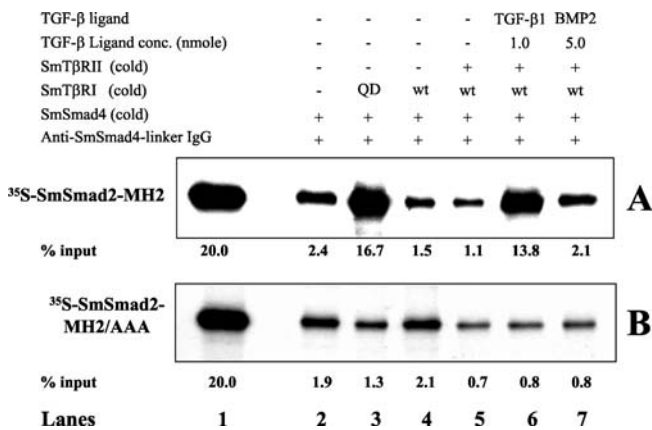 TGF-β ligand - - - - TGF-β1 BMP2
TGF-β Ligand conc. (nmole) - - - - 1.0 5.0
SmTβRII (cold) - - - + + +
SmTβRI (cold) - QD wt wt wt wt
SmSmad4 (cold) + + + + + +
Anti-SmSmad4-linker IgG + + + + + +
³⁵S-SmSmad2-MH2 A
% input 20.0 2.4 16.7 1.5 1.1 13.8 2.1
³⁵S-SmSmad2-
MH2/AAA B
% input 20.0 1.9 1.3 2.1 0.7 0.8 0.8
Lanes 1 2 3 4 5 6 7